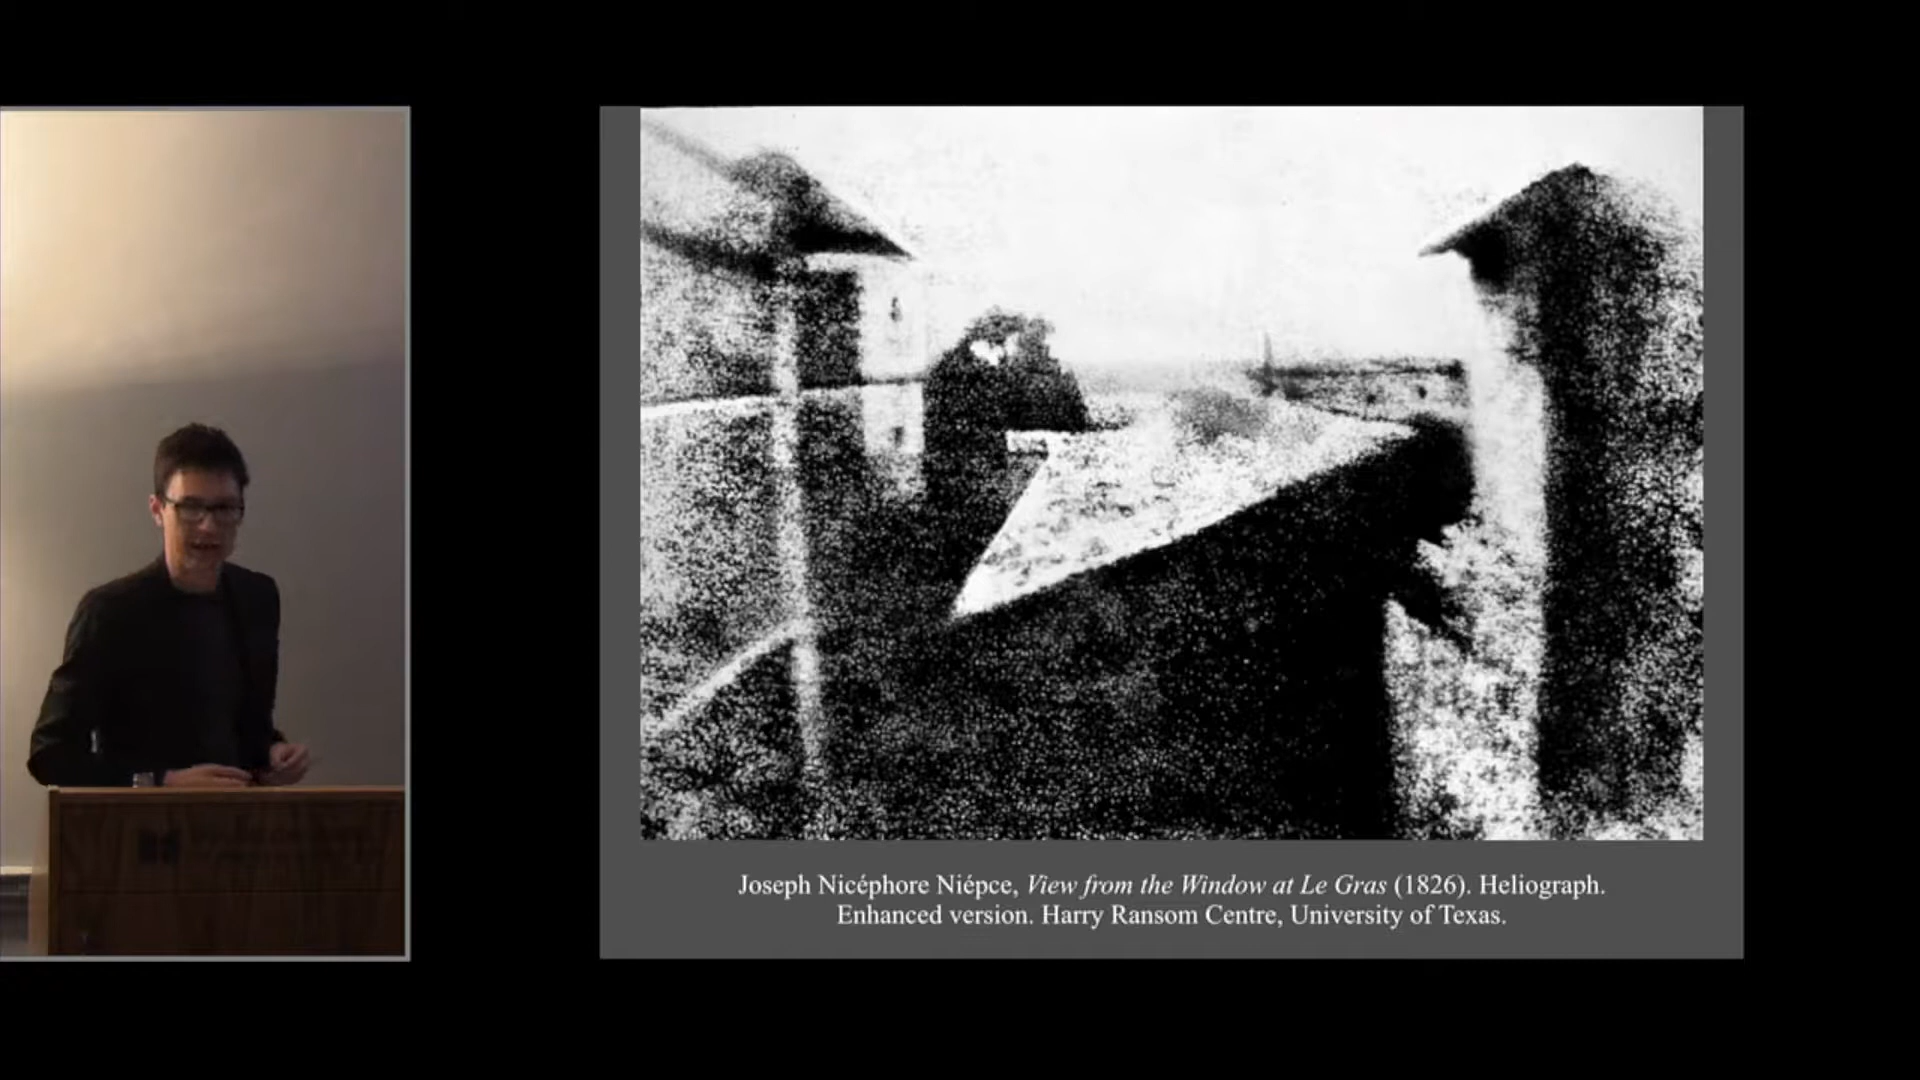 Joseph Nicéphore Niépce, View from the Window at Le Gras (1826). Heliograph.
Enhanced version. Harry Ransom Centre, University of Texas.